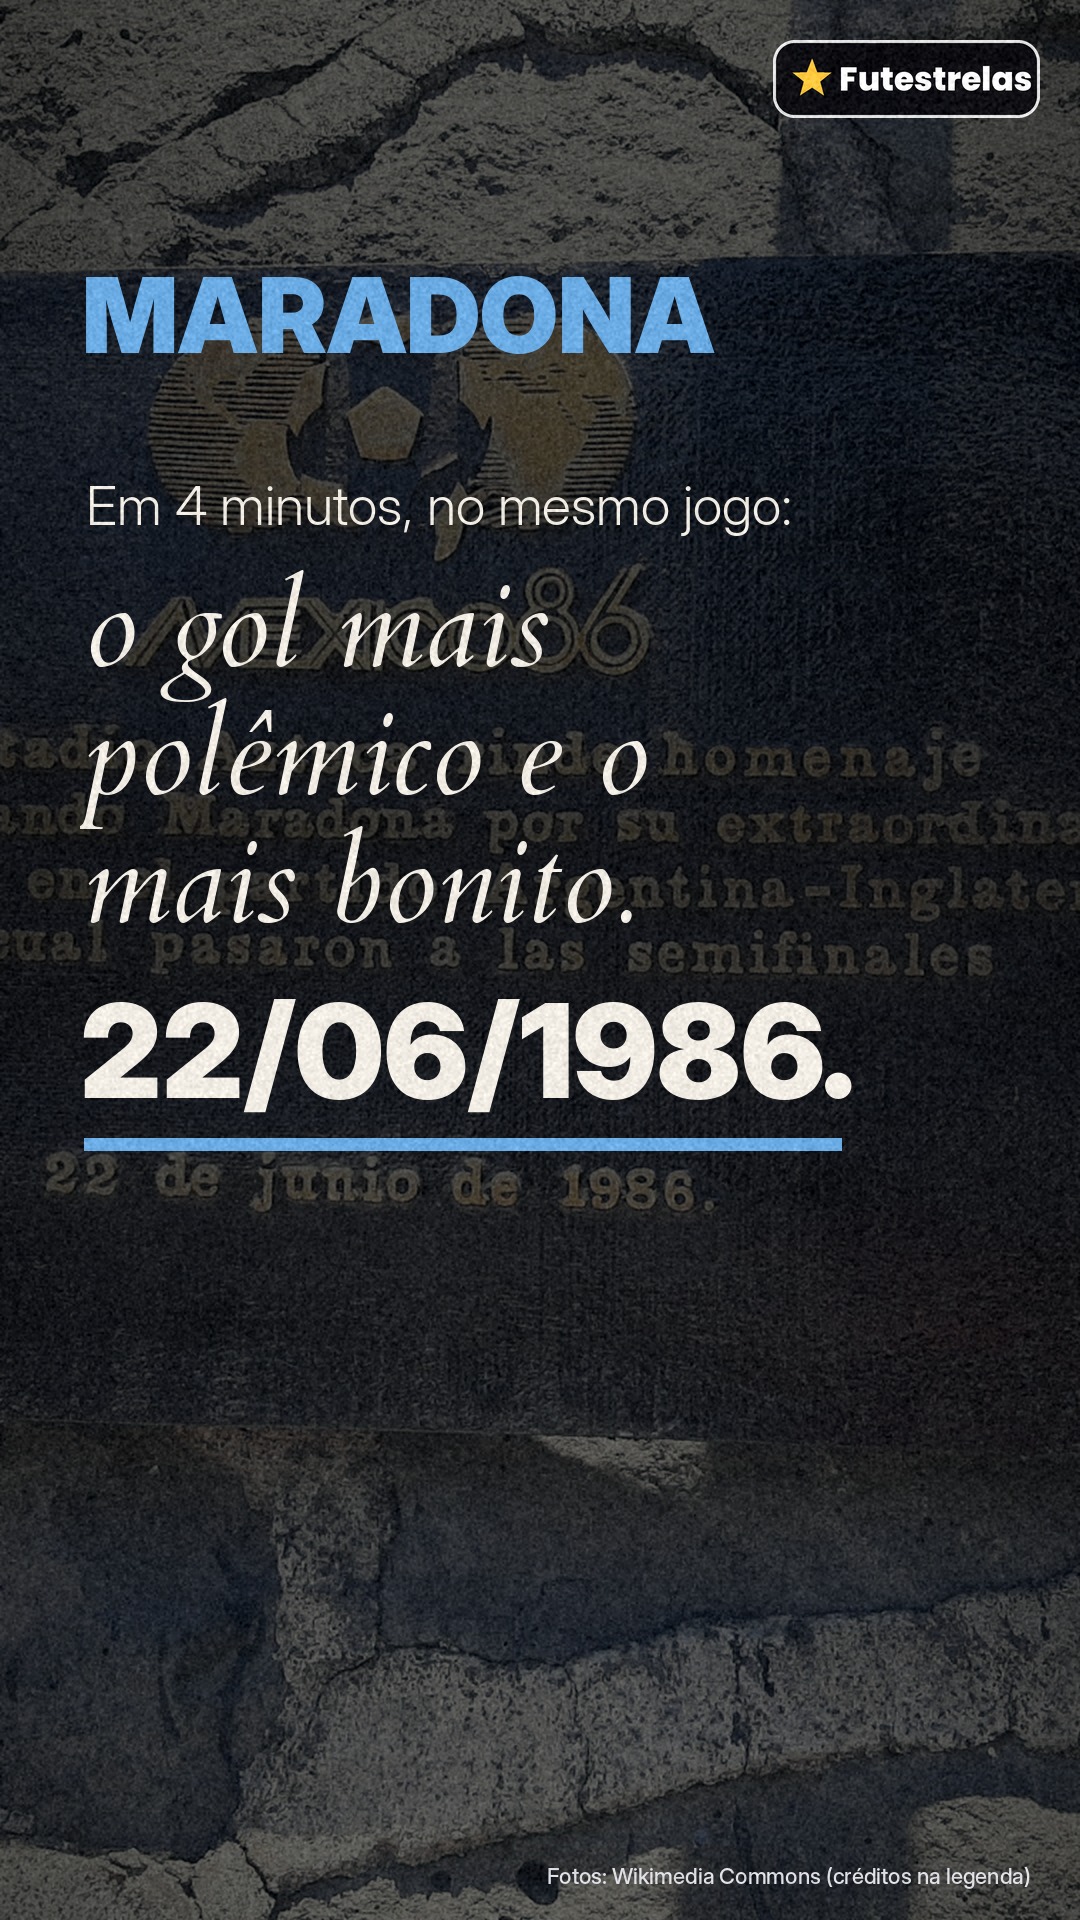 Futestrelas
MARADONA
Em 4 minutos, no mesmo jogo:
o gol mais
MEXICO86
polêmico e o
homenaje
Maradona por su extraordina
mais bonito.
pasaron a las semifinales
22/06/1986.
22 de junio de 1986.
Fotos: Wikimedia Commons (créditos na legenda)